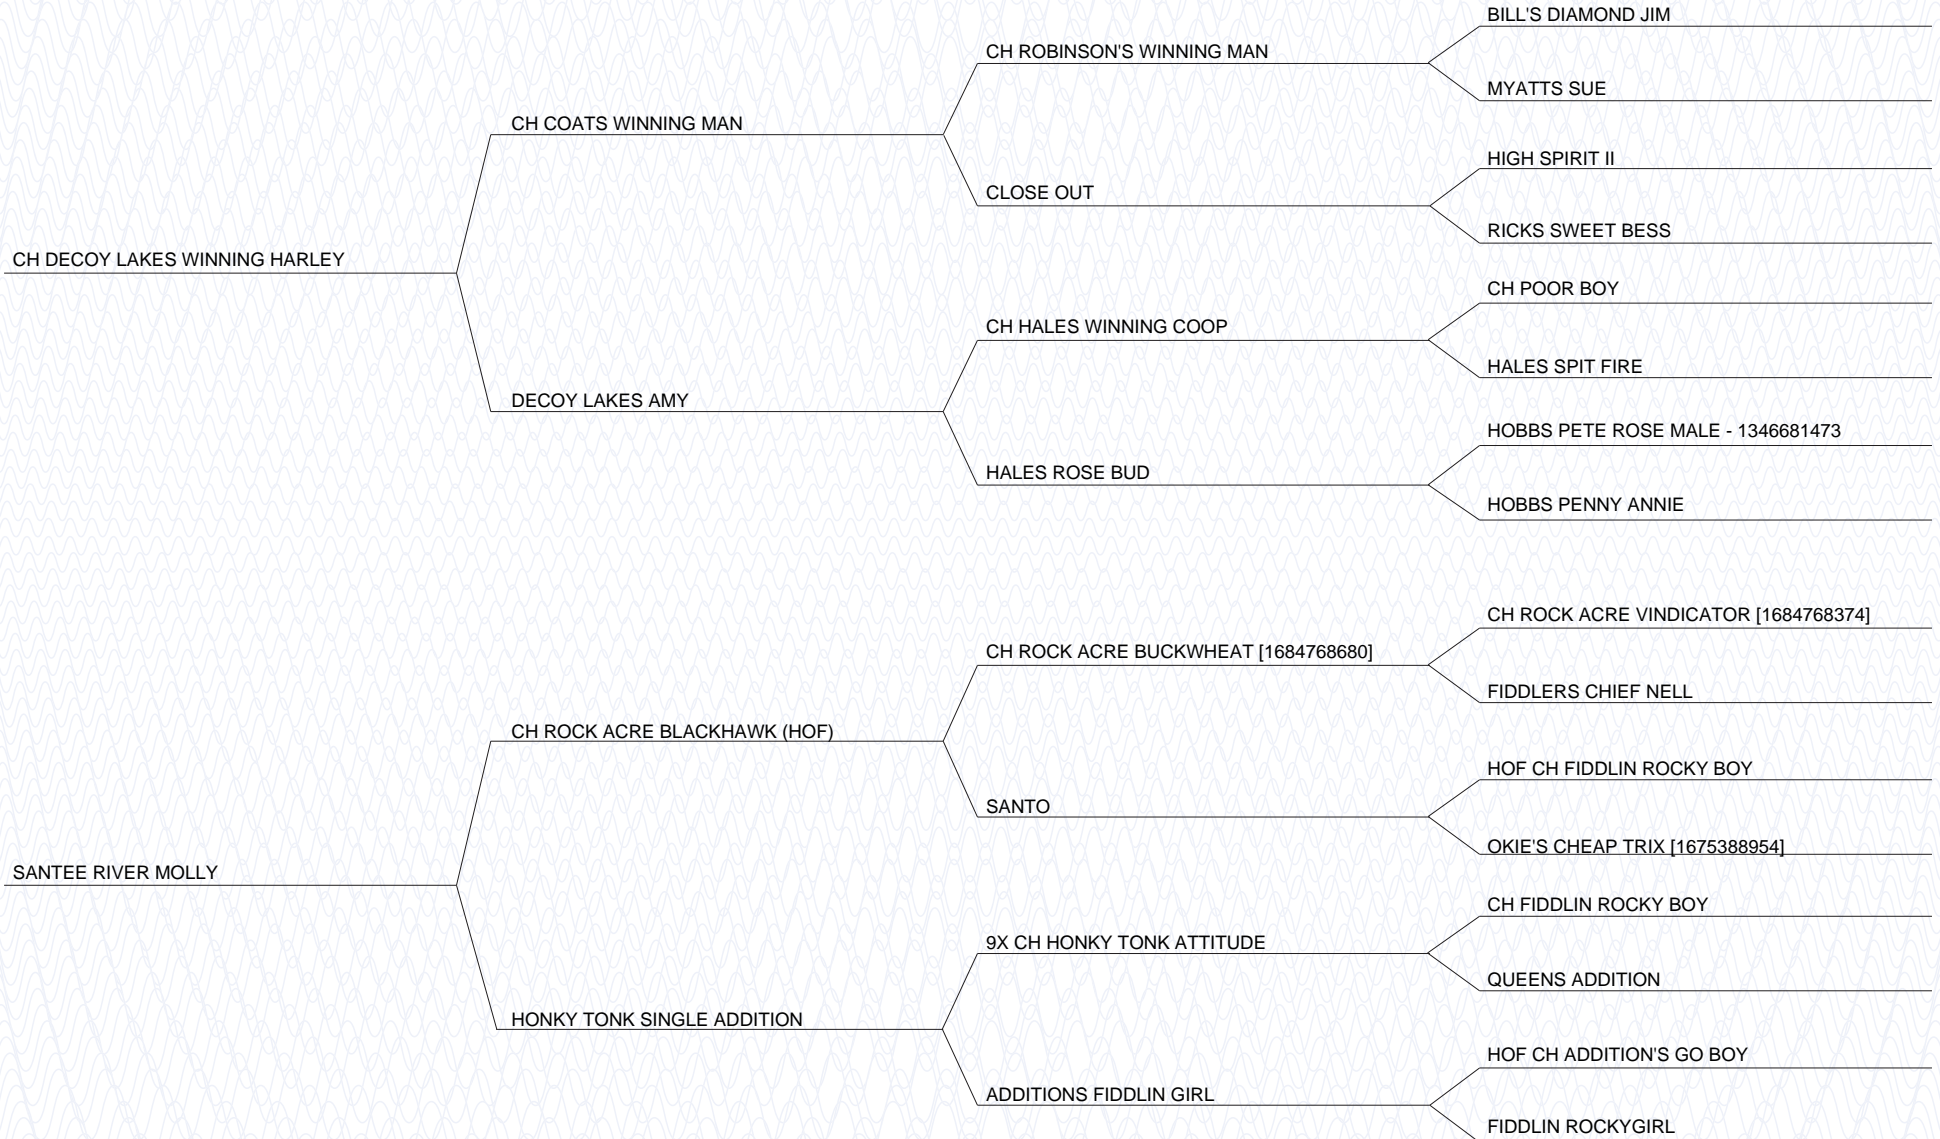 BILL'S DIAMOND JIM
CH ROBINSON'S WINNING MAN
MYATTS SUE
CH COATS WINNING MAN
HIGH SPIRIT II
CLOSE OUT
RICKS SWEET BESS
CH DECOY LAKES WINNING HARLEY
CH POOR BOY
CH HALES WINNING COOP
HALES SPIT FIRE
DECOY LAKES AMY
HOBBS PETE ROSE MALE - 1346681473
HALES ROSE BUD
HOBBS PENNY ANNIE
CH ROCK ACRE VINDICATOR [1684768374]
CH ROCK ACRE BUCKWHEAT [1684768680]
FIDDLERS CHIEF NELL
CH ROCK ACRE BLACKHAWK (HOF)
HOF CH FIDDLIN ROCKY BOY
SANTO
OKIE'S CHEAP TRIX [1675388954]
SANTEE RIVER MOLLY
CH FIDDLIN ROCKY BOY
9X CH HONKY TONK ATTITUDE
QUEENS ADDITION
HONKY TONK SINGLE ADDITION
HOF CH ADDITION'S GO BOY
ADDITIONS FIDDLIN GIRL
FIDDLIN ROCKYGIRL